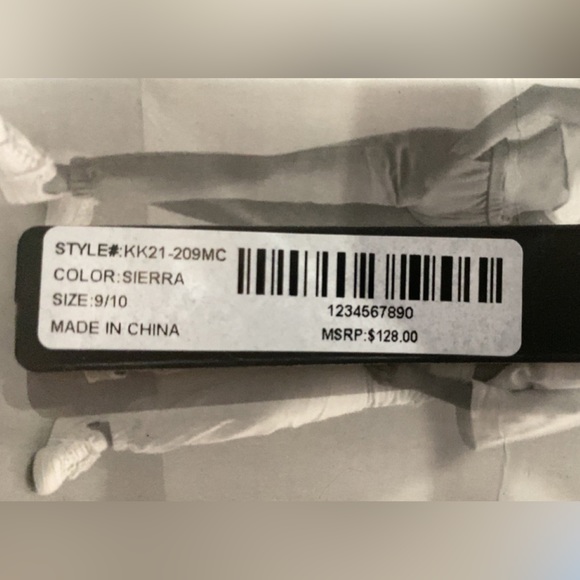 STYLE#:KK21-209MC
COLOR:SIERRA
SIZE:9/10
MADE IN CHINA
1234567890
MSRP:$128.00